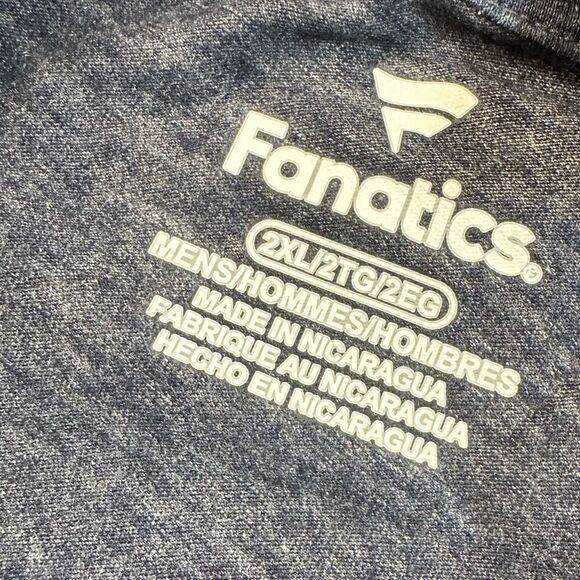 Fanatics®
2XL/2TG/2EG
MENS/HOMMES/HOMBRES
MADE IN NICARAGUA
FABRIQUE AU NICARAGUA
HECHO EN NICARAGUA